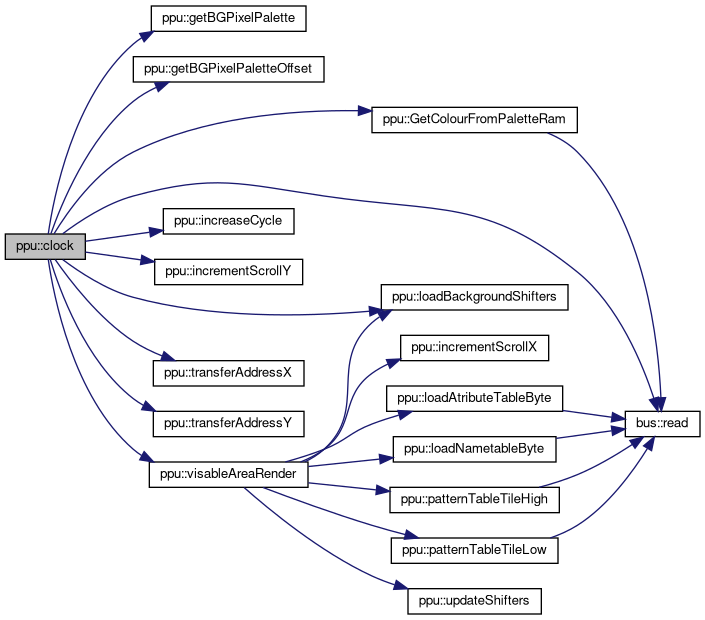 ppu::getBGPixelPalette
ppu::getBGPixelPaletteOffset
ppu::GetColourFromPaletteRam
ppu::increaseCycle
ppu::clock
ppu::incrementScrollY
ppu::loadBackgroundShifters
ppu::incrementScrollX
ppu::transferAddressX
ppu::loadAtributeTableByte
ppu::transferAddressY
bus::read
ppu::loadNametableByte
ppu::visableAreaRender
ppu::patternTableTileHigh
ppu::patternTableTileLow
ppu::updateShifters